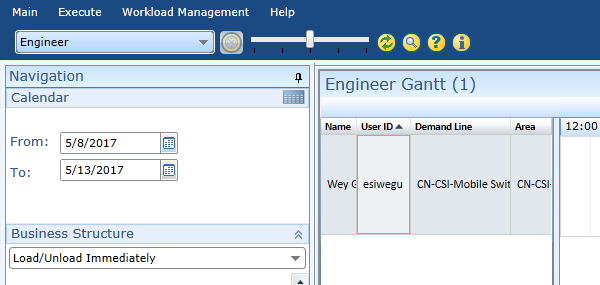 Main Execute Workload Management Help
Engineer
Navigation
Calendar
From: 5/8/2017
To: 5/13/2017
Business Structure
Load/Unload Immediately
Engineer Gantt (1)
Name User ID Demand Line Area 12:00
Wey G esiwegu CN-CSI-Mobile Swit CN-CSI-